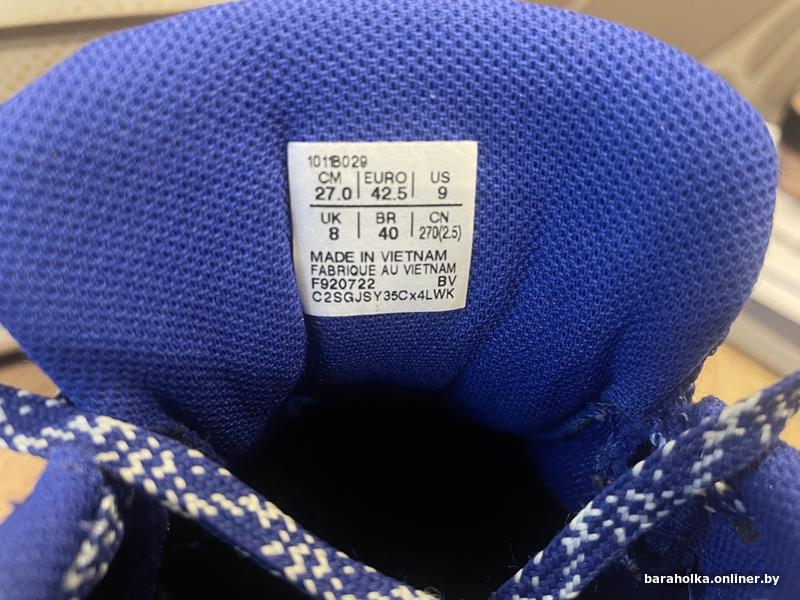 1011B029
CM | EURO | US
27.0 | 42.5 | 9
UK | BR | CN
8 | 40 | 270(2.5)
MADE IN VIETNAM
FABRIQUE AU VIETNAM
F920722 BV
C2SGJSY35Cx4LWK
baraholka.onliner.by